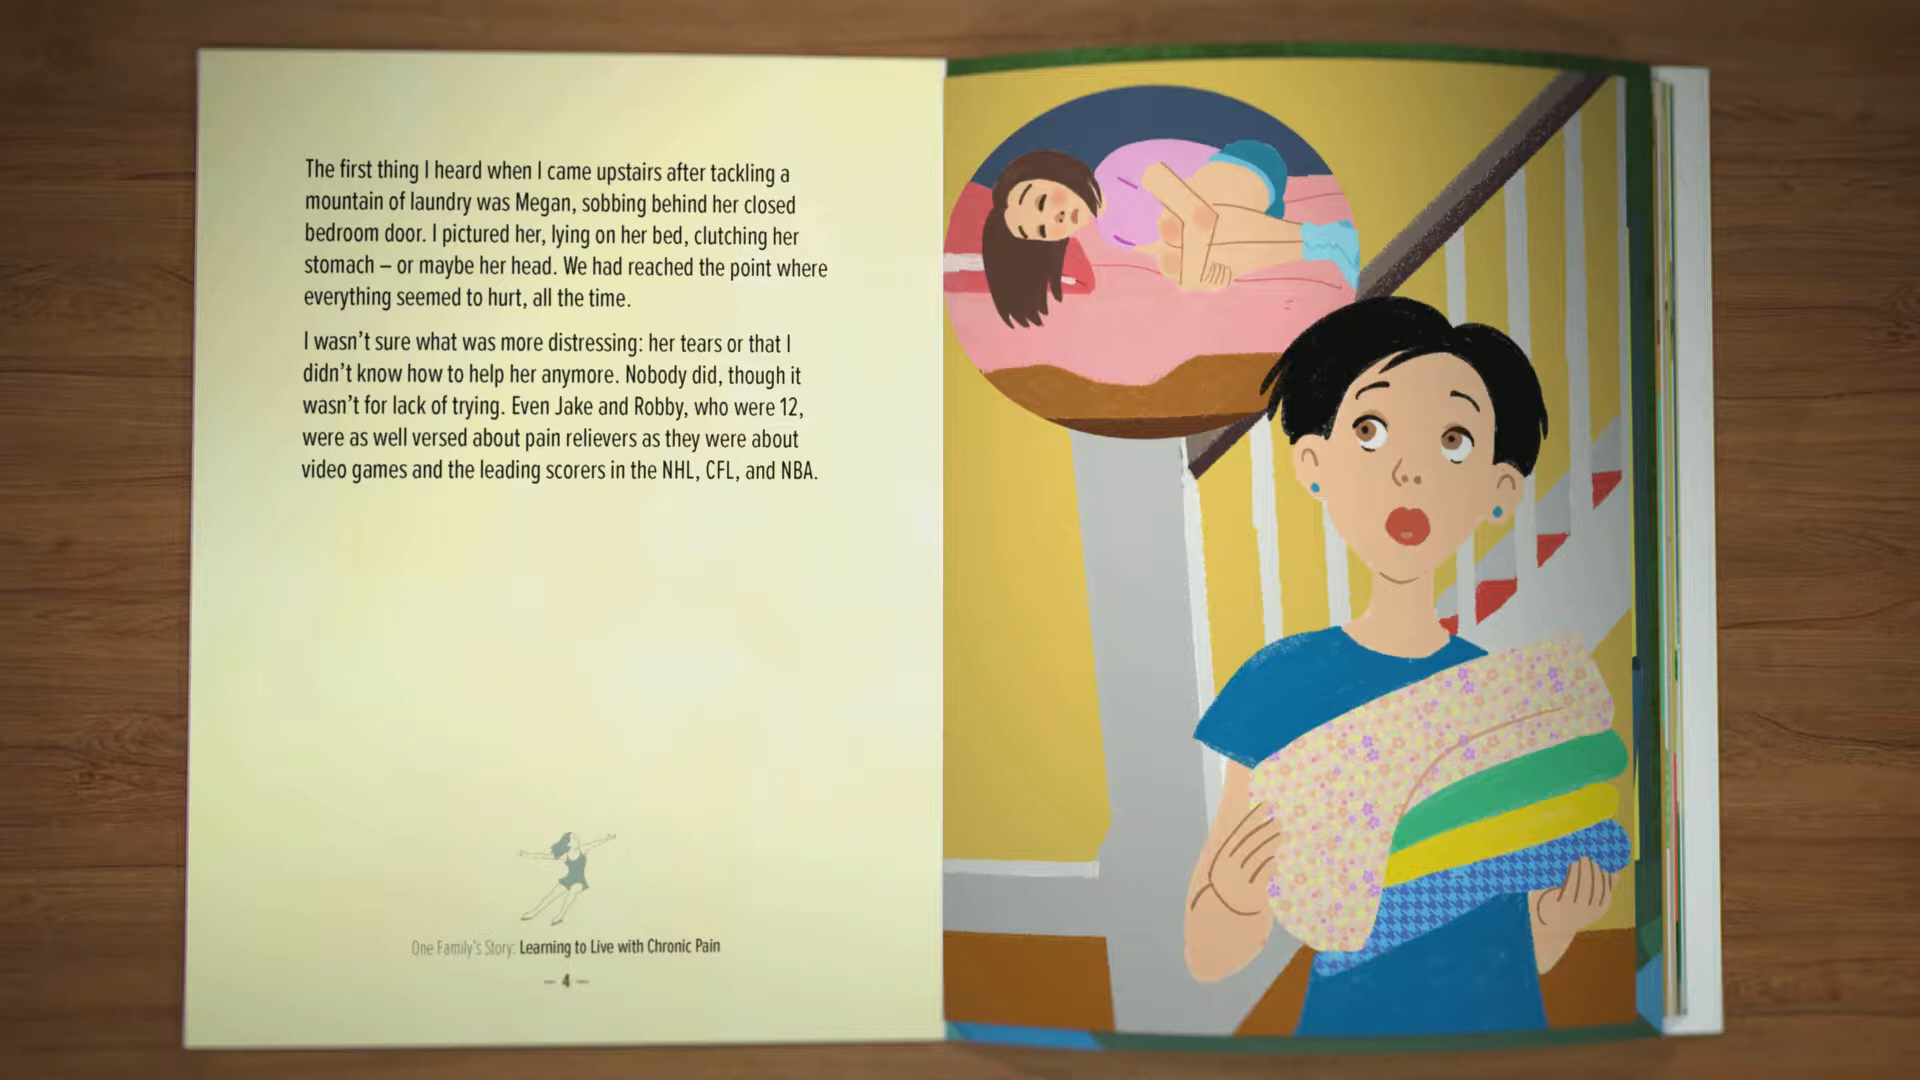 The first thing I heard when I came upstairs after tackling a
mountain of laundry was Megan, sobbing behind her closed
bedroom door. I pictured her, lying on her bed, clutching her
stomach – or maybe her head. We had reached the point where
everything seemed to hurt, all the time.
I wasn't sure what was more distressing: her tears or that I
didn't know how to help her anymore. Nobody did, though it
wasn't for lack of trying. Even Jake and Robby, who were 12,
were as well versed about pain relievers as they were about
video games and the leading scorers in the NHL, CFL, and NBA.
One Family's Story: Learning to Live with Chronic Pain
– 4 –